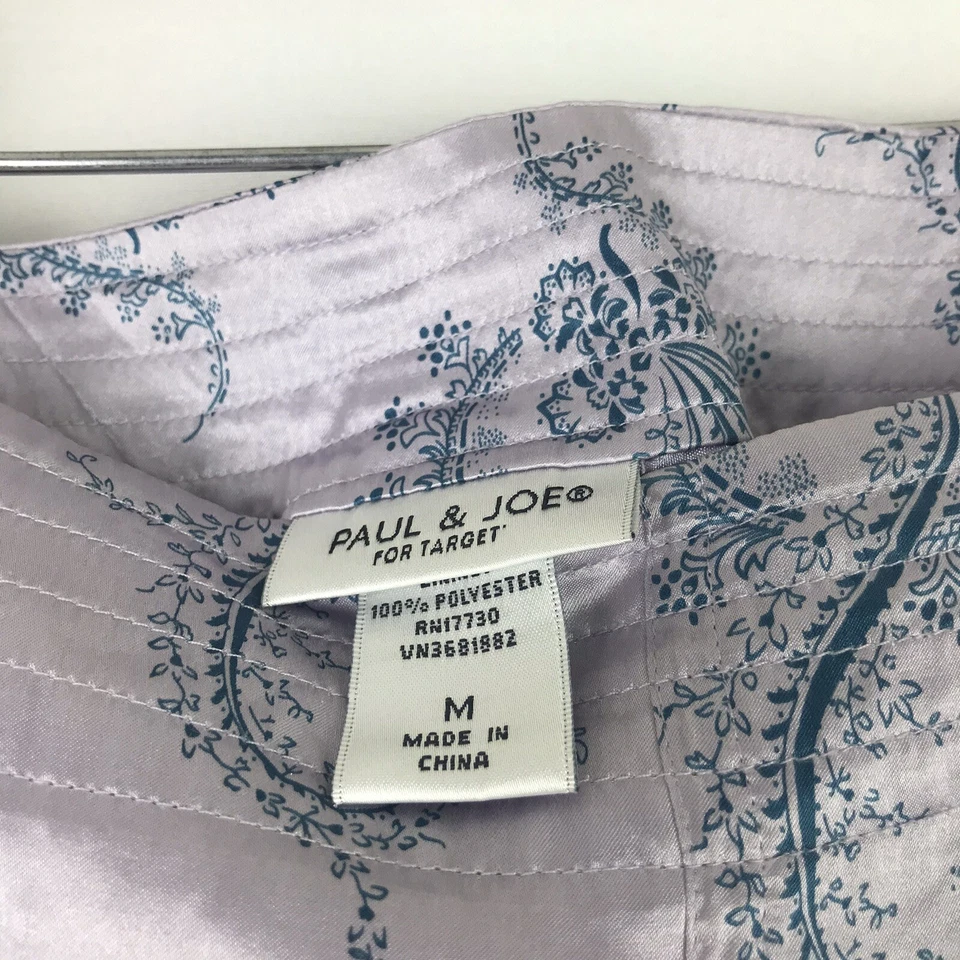 PAUL & JOE®
FOR TARGET
100% POLYESTER
RN17730
VN3681882
M
MADE IN
CHINA